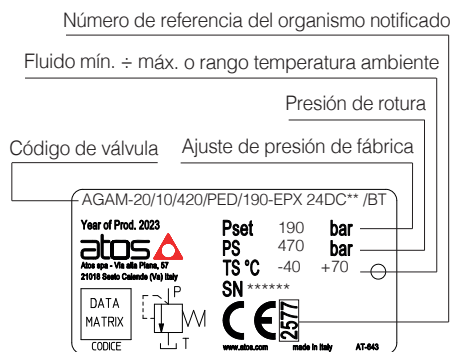 Número de referencia del organismo notificado
Fluido mín. ÷ máx. o rango temperatura ambiente
Presión de rotura
Código de válvula Ajuste de presión de fábrica
AGAM-20/10/420/PED/190-EPX 24DC** /BT
Year of Prod. 2023
atos
Atos spa - Via alla Piana, 57
21018 Sesto Calende (Va) Italy
Pset 190 bar
PS 470 bar
TS °C -40 +70
SN ******
DATA
MATRIX
CODICE
P
T
CE 2577
www.atos.com made in Italy AT-643